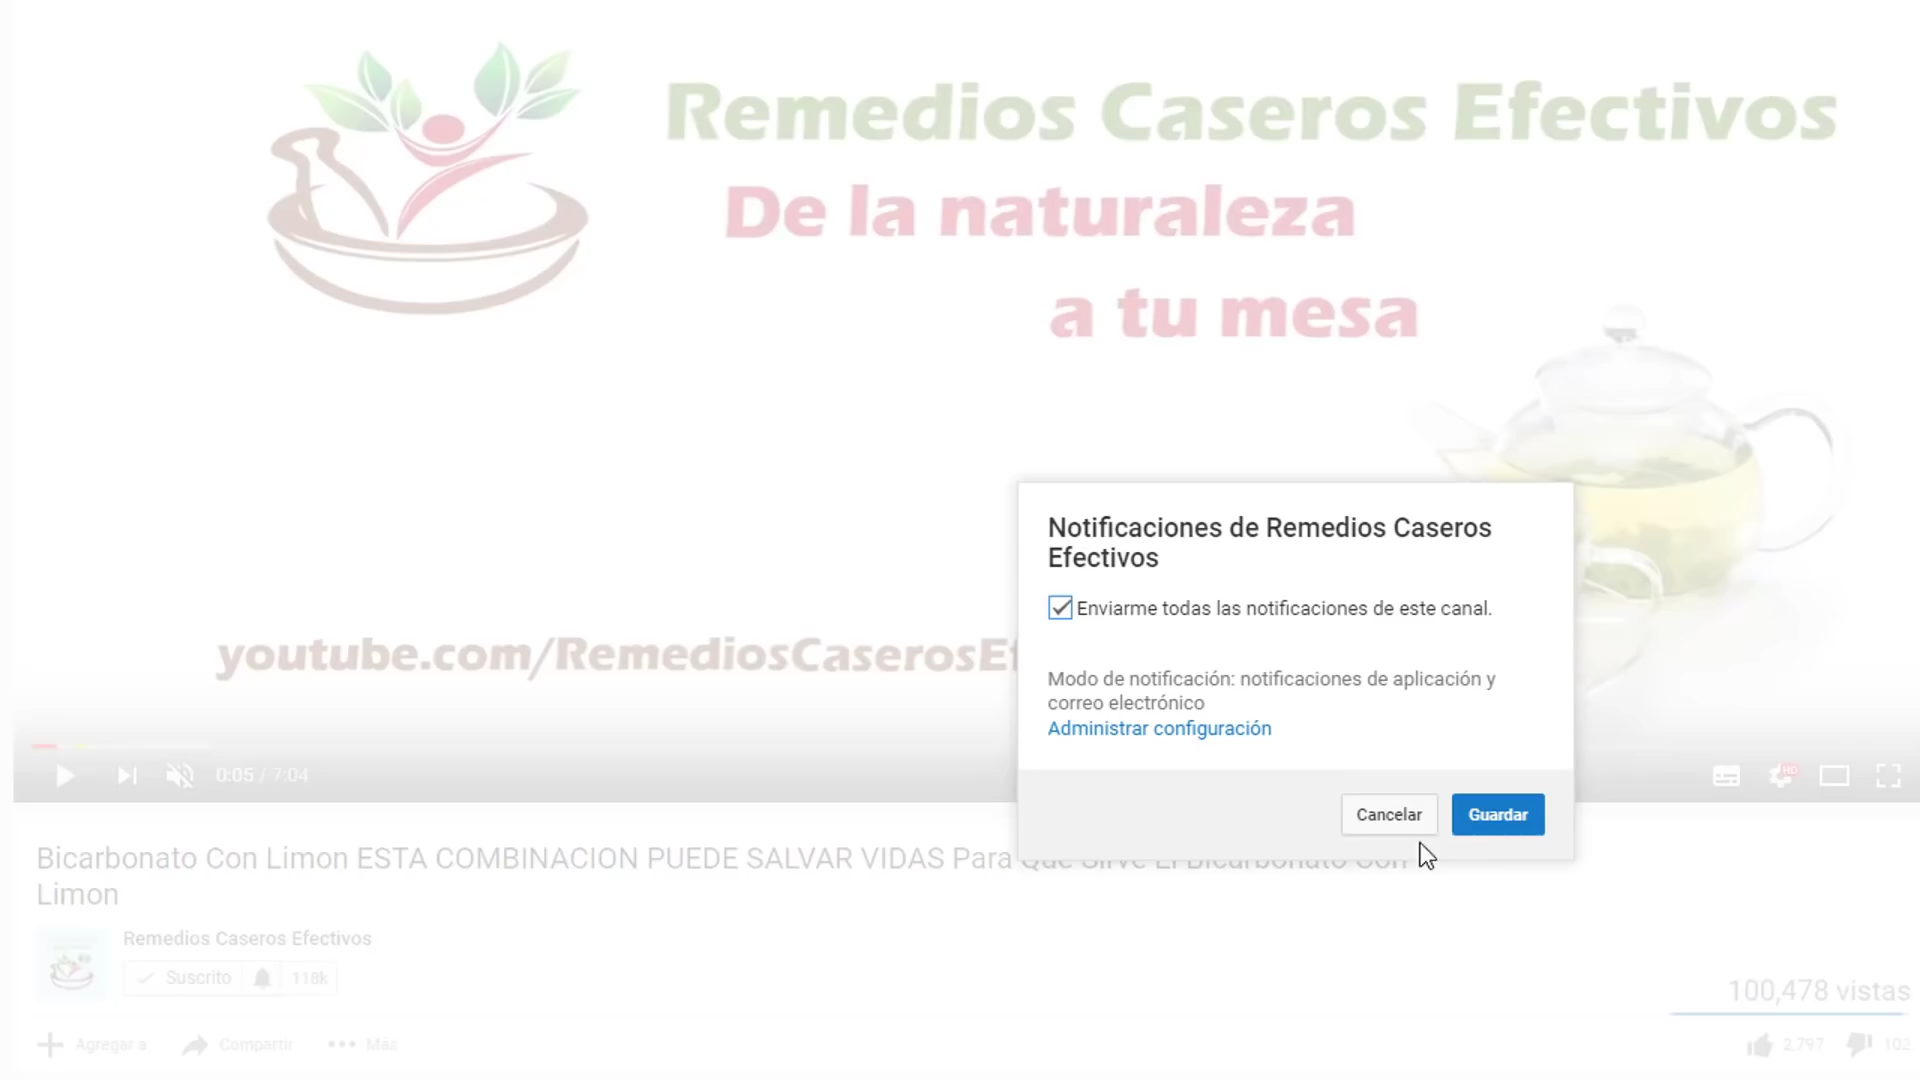 Remedios Caseros Efectivos
De la naturaleza
a tu mesa
youtube.com/RemediosCaserosEf
Notificaciones de Remedios Caseros
Efectivos
Enviarme todas las notificaciones de este canal.
Modo de notificación: notificaciones de aplicación y
correo electrónico
Administrar configuración
Cancelar
Guardar
0:05 / 7:04
HD
Bicarbonato Con Limon ESTA COMBINACION PUEDE SALVAR VIDAS Para Que Sirve El Bicarbonato Con
Limon
Remedios Caseros Efectivos
Suscrito
118k
100,478 vistas
Agregar a
Compartir
Más
2,797
102